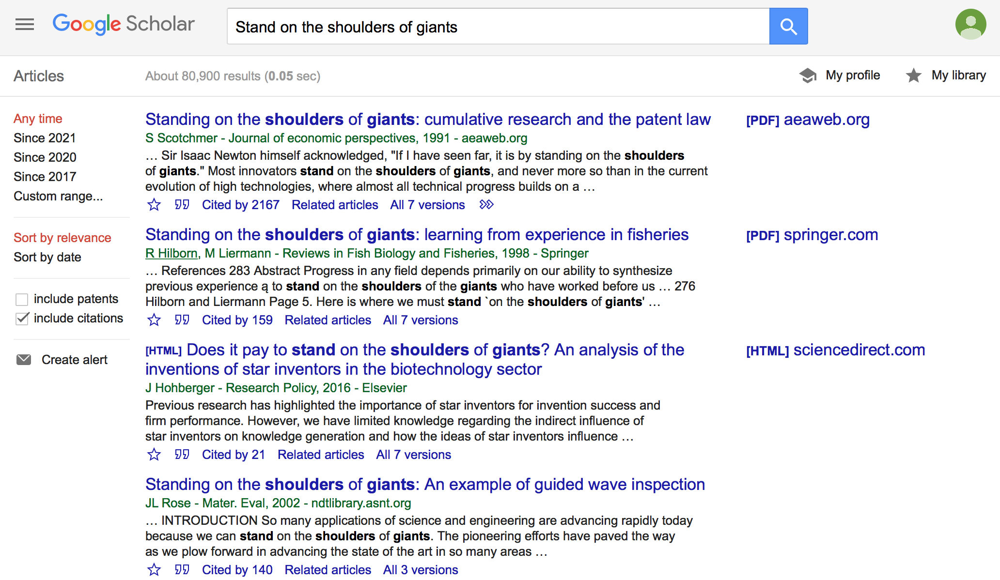 Google Scholar
Stand on the shoulders of giants
Articles
About 80,900 results (0.05 sec)
My profile
My library
Any time
Since 2021
Since 2020
Since 2017
Custom range...
Sort by relevance
Sort by date
include patents
include citations
Create alert
Standing on the shoulders of giants: cumulative research and the patent law
[PDF] aeaweb.org
S Scotchmer - Journal of economic perspectives, 1991 - aeaweb.org
… Sir Isaac Newton himself acknowledged, "If I have seen far, it is by standing on the shoulders
of giants." Most innovators stand on the shoulders of giants, and never more so than in the current
evolution of high technologies, where almost all technical progress builds on a …
Cited by 2167 Related articles All 7 versions
Standing on the shoulders of giants: learning from experience in fisheries
[PDF] springer.com
R Hilborn, M Liermann - Reviews in Fish Biology and Fisheries, 1998 - Springer
… References 283 Abstract Progress in any field depends primarily on our ability to synthesize
previous experience ą to stand on the shoulders of the giants who have worked before us … 276
Hilborn and Liermann Page 5. Here is where we must stand `on the shoulders of giants' …
Cited by 159 Related articles All 7 versions
[HTML] Does it pay to stand on the shoulders of giants? An analysis of the
inventions of star inventors in the biotechnology sector
[HTML] sciencedirect.com
J Hohberger - Research Policy, 2016 - Elsevier
Previous research has highlighted the importance of star inventors for invention success and
firm performance. However, we have limited knowledge regarding the indirect influence of
star inventors on knowledge generation and how the ideas of star inventors influence …
Cited by 21 Related articles All 7 versions
Standing on the shoulders of giants: An example of guided wave inspection
JL Rose - Mater. Eval, 2002 - ndtlibrary.asnt.org
… INTRODUCTION So many applications of science and engineering are advancing rapidly today
because we can stand on the shoulders of giants. The pioneering efforts have paved the way
as we plow forward in advancing the state of the art in so many areas …
Cited by 140 Related articles All 3 versions